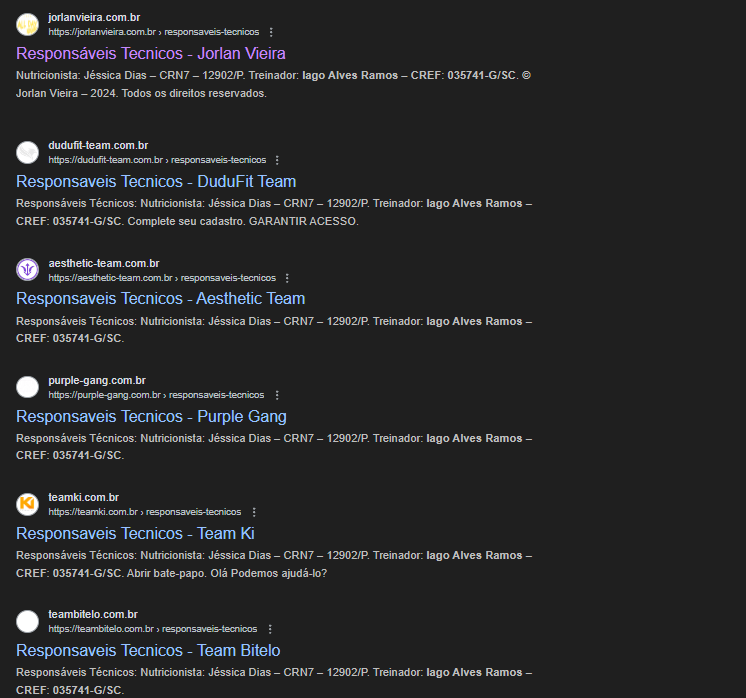 jorlanvieira.com.br
https://jorlanvieira.com.br › responsaveis-tecnicos
Responsáveis Tecnicos - Jorlan Vieira
Nutricionista: Jéssica Dias – CRN7 – 12902/P. Treinador: Iago Alves Ramos – CREF: 035741-G/SC. ©
Jorlan Vieira – 2024. Todos os direitos reservados.
dudufit-team.com.br
https://dudufit-team.com.br › responsaveis-tecnicos
Responsaveis Tecnicos - DuduFit Team
Responsáveis Técnicos: Nutricionista: Jéssica Dias – CRN7 – 12902/P. Treinador: Iago Alves Ramos –
CREF: 035741-G/SC. Complete seu cadastro. GARANTIR ACESSO.
aesthetic-team.com.br
https://aesthetic-team.com.br › responsaveis-tecnicos
Responsaveis Tecnicos - Aesthetic Team
Responsáveis Técnicos: Nutricionista: Jéssica Dias – CRN7 – 12902/P. Treinador: Iago Alves Ramos –
CREF: 035741-G/SC.
purple-gang.com.br
https://purple-gang.com.br › responsaveis-tecnicos
Responsaveis Tecnicos - Purple Gang
Responsáveis Técnicos: Nutricionista: Jéssica Dias – CRN7 – 12902/P. Treinador: Iago Alves Ramos –
CREF: 035741-G/SC.
teamki.com.br
https://teamki.com.br › responsaveis-tecnicos
Responsaveis Tecnicos - Team Ki
Responsáveis Técnicos: Nutricionista: Jéssica Dias – CRN7 – 12902/P. Treinador: Iago Alves Ramos –
CREF: 035741-G/SC. Abrir bate-papo. Olá Podemos ajudá-lo?
teambitelo.com.br
https://teambitelo.com.br › responsaveis-tecnicos
Responsaveis Tecnicos - Team Bitelo
Responsáveis Técnicos: Nutricionista: Jéssica Dias – CRN7 – 12902/P. Treinador: Iago Alves Ramos –
CREF: 035741-G/SC.